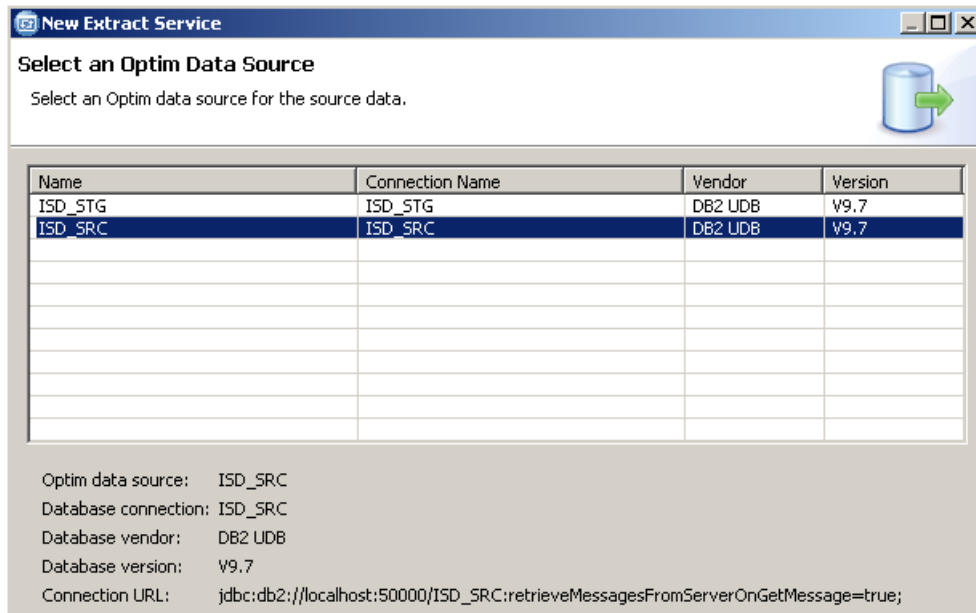 New Extract Service
Select an Optim Data Source
Select an Optim data source for the source data.
Name Connection Name Vendor Version
ISD_STG ISD_STG DB2 UDB V9.7
ISD_SRC ISD_SRC DB2 UDB V9.7
Optim data source: ISD_SRC
Database connection: ISD_SRC
Database vendor: DB2 UDB
Database version: V9.7
Connection URL: jdbc:db2://localhost:50000/ISD_SRC:retrieveMessagesFromServerOnGetMessage=true;